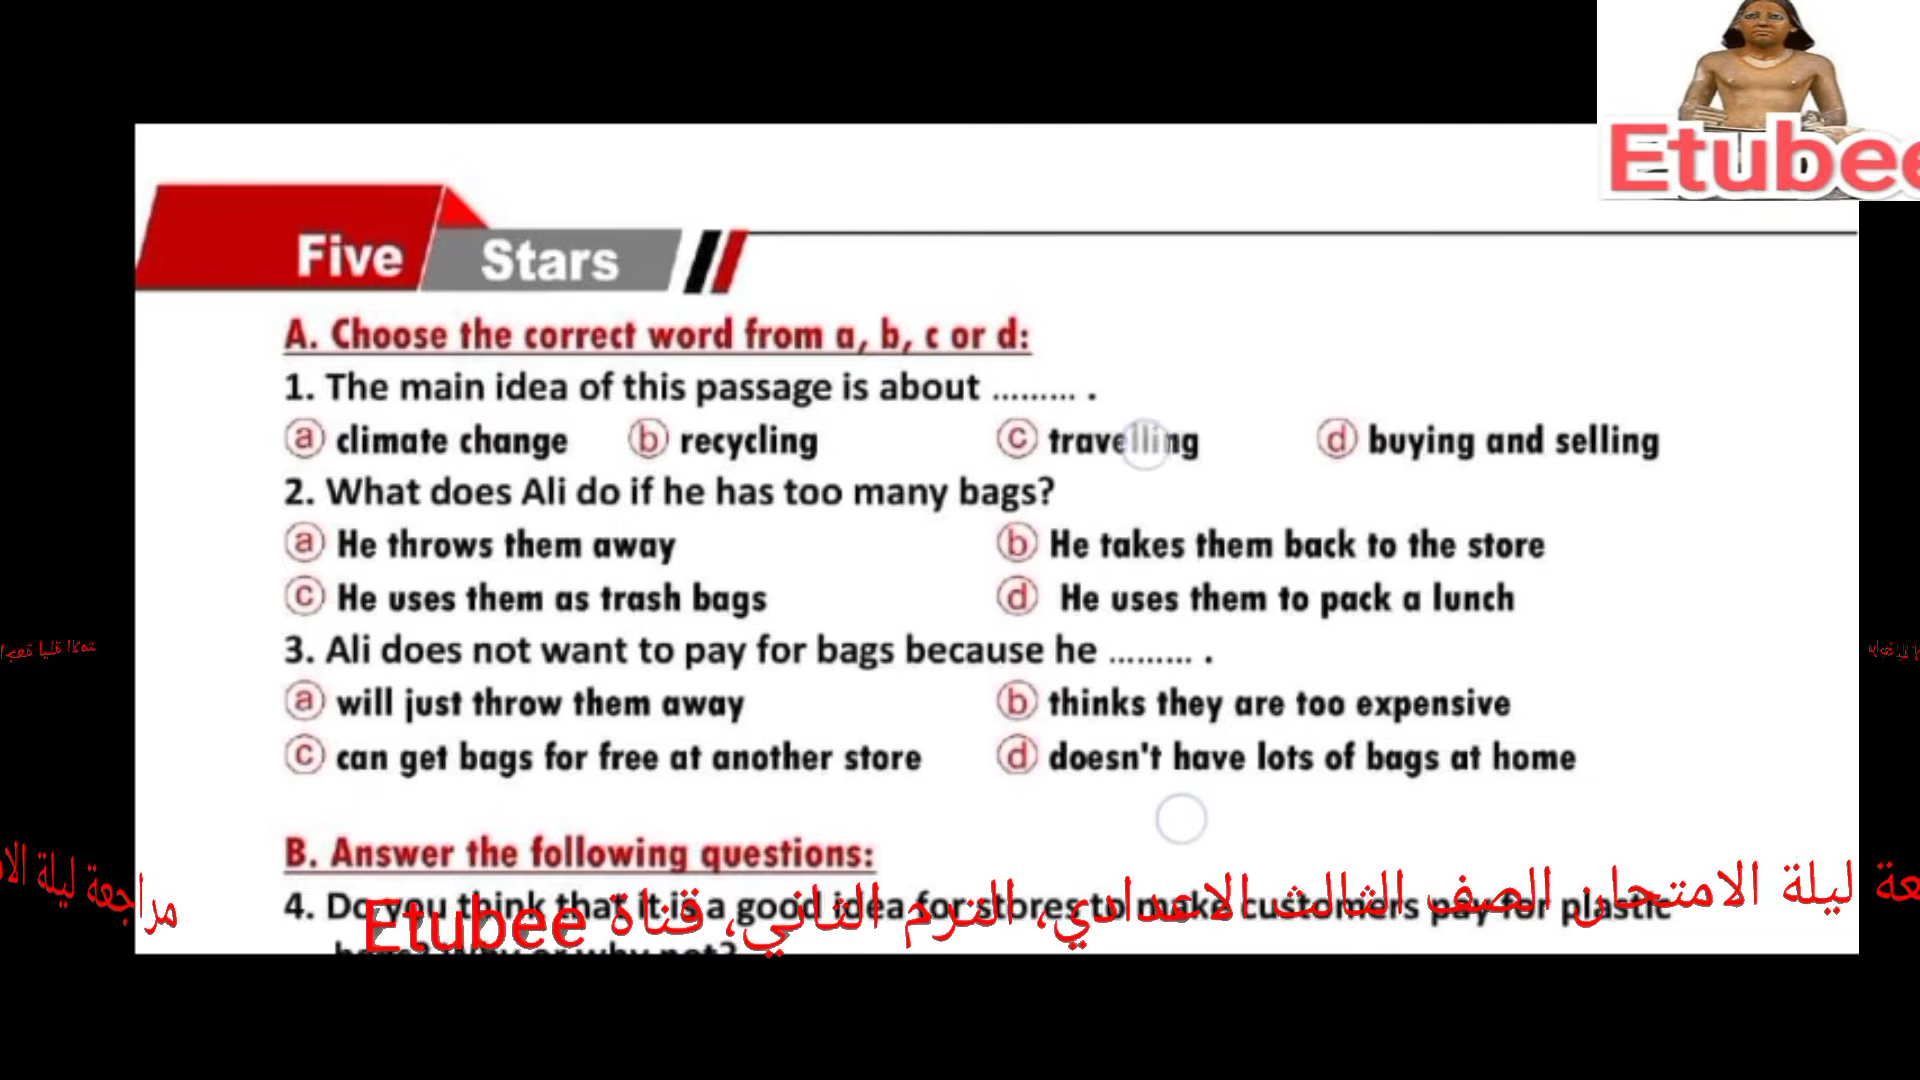 Etubee
Five Stars
A. Choose the correct word from a, b, c or d:
1. The main idea of this passage is about ......... .
a climate change b recycling c travelling d buying and selling
2. What does Ali do if he has too many bags?
a He throws them away b He takes them back to the store
c He uses them as trash bags d He uses them to pack a lunch
3. Ali does not want to pay for bags because he ......... .
a will just throw them away b thinks they are too expensive
c can get bags for free at another store d doesn't have lots of bags at home
B. Answer the following questions:
4. Do you think that it is a good idea for stores to make customers pay for plastic
bags? Why or why not?
مراجعة ليلة
ليلة الامتحان الصف الثالث الاعدادي، الترم الثاني، قناة Etubee